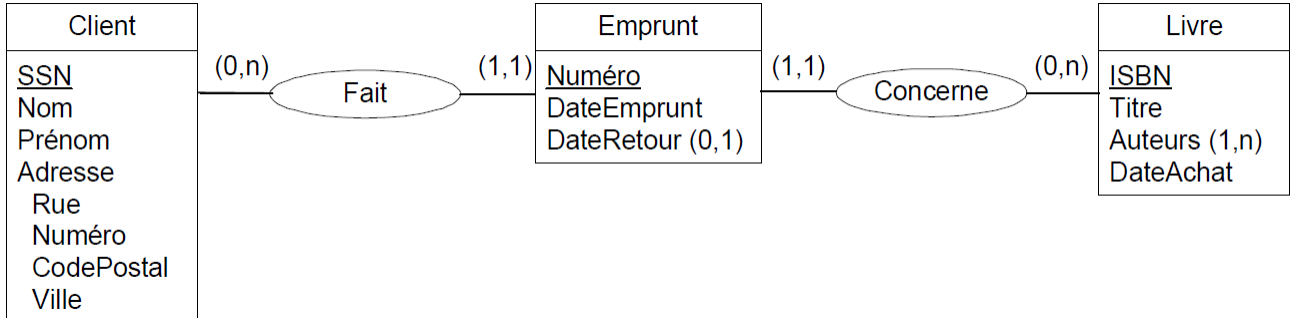 Client
SSN
Nom
Prénom
Adresse
Rue
Numéro
CodePostal
Ville
(0,n)
Fait
(1,1)
Emprunt
Numéro
DateEmprunt
DateRetour (0,1)
(1,1)
Concerne
(0,n)
Livre
ISBN
Titre
Auteurs (1,n)
DateAchat